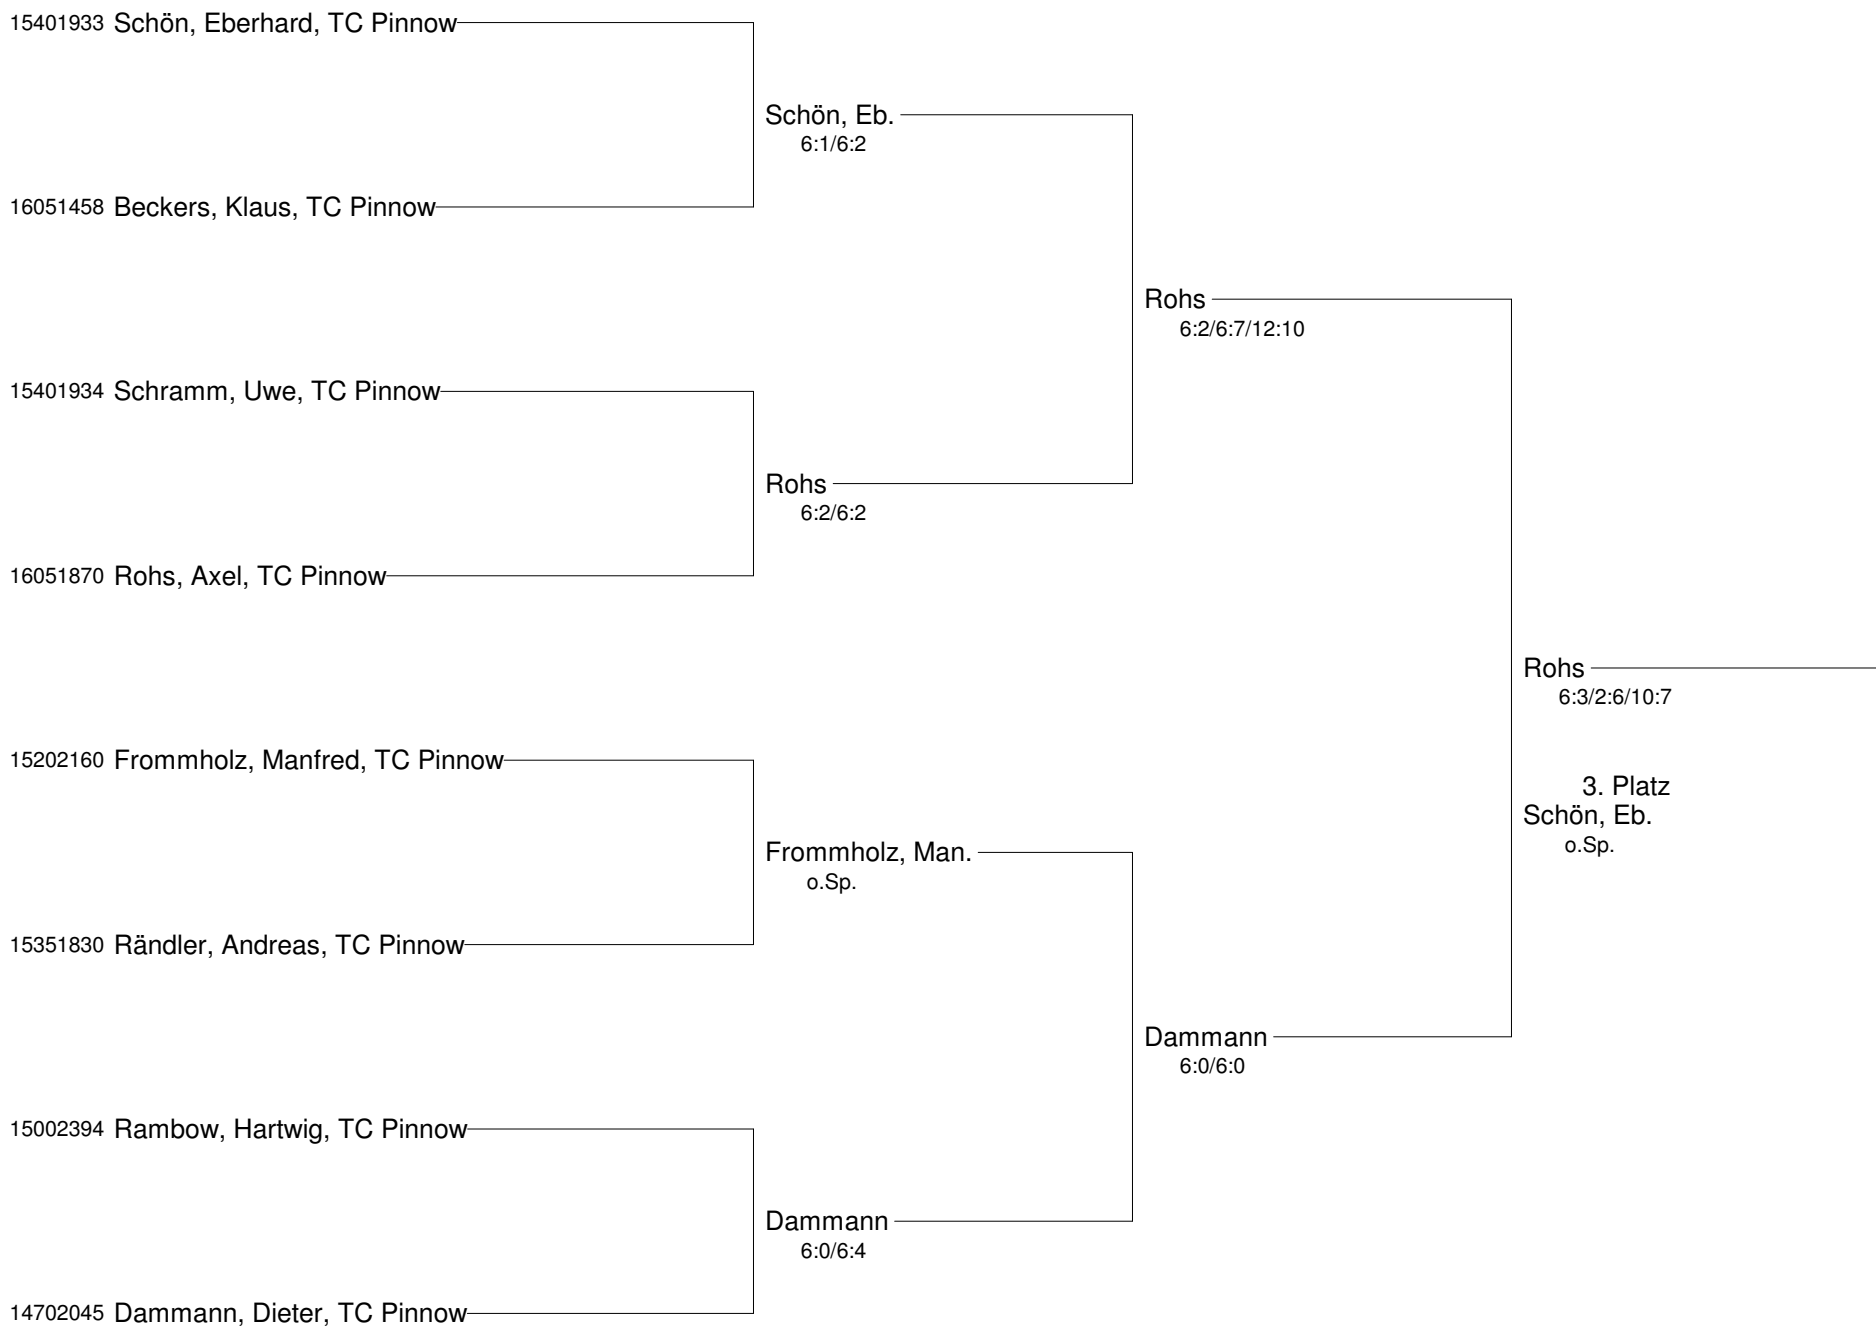 15401933 Schön, Eberhard, TC Pinnow
Schön, Eb.
6:1/6:2
16051458 Beckers, Klaus, TC Pinnow
Rohs
6:2/6:7/12:10
15401934 Schramm, Uwe, TC Pinnow
Rohs
6:2/6:2
16051870 Rohs, Axel, TC Pinnow
Rohs
6:3/2:6/10:7
15202160 Frommholz, Manfred, TC Pinnow
3. Platz
Schön, Eb.
o.Sp.
Frommholz, Man.
o.Sp.
15351830 Rändler, Andreas, TC Pinnow
Dammann
6:0/6:0
15002394 Rambow, Hartwig, TC Pinnow
Dammann
6:0/6:4
14702045 Dammann, Dieter, TC Pinnow